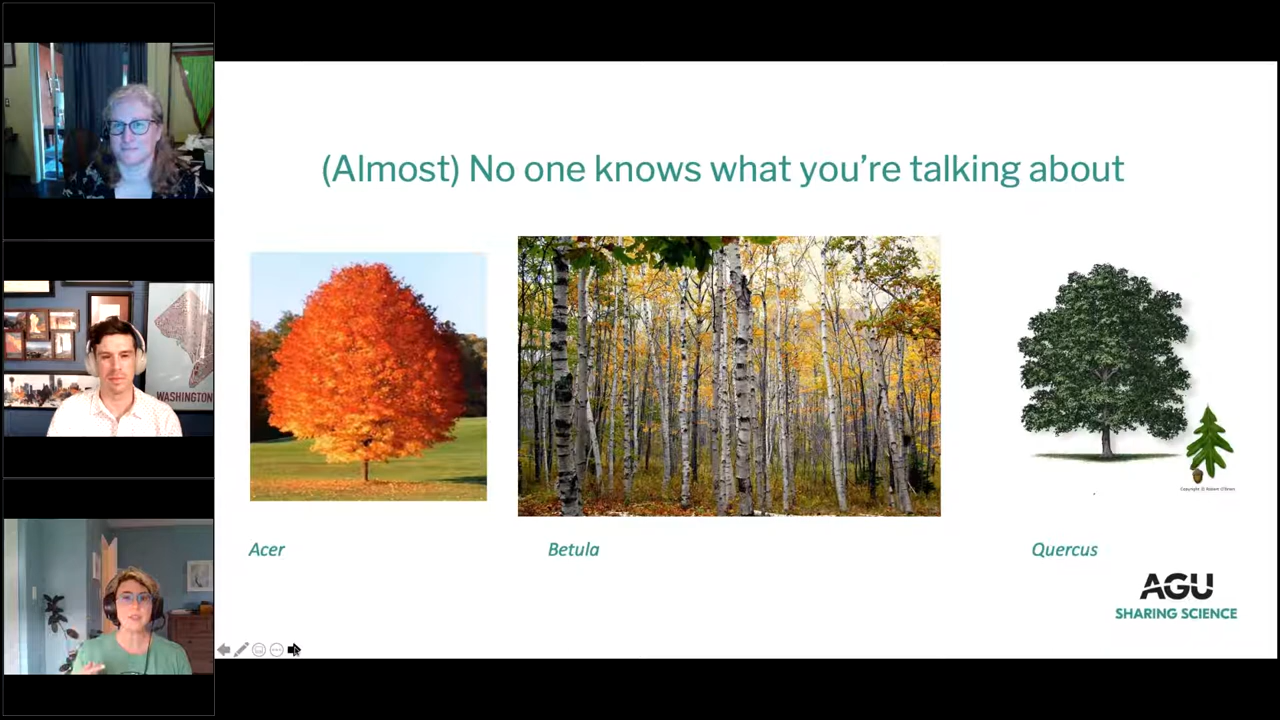 (Almost) No one knows what you're talking about
WASHINGTON
Acer
Betula
Quercus
AGU
SHARING SCIENCE